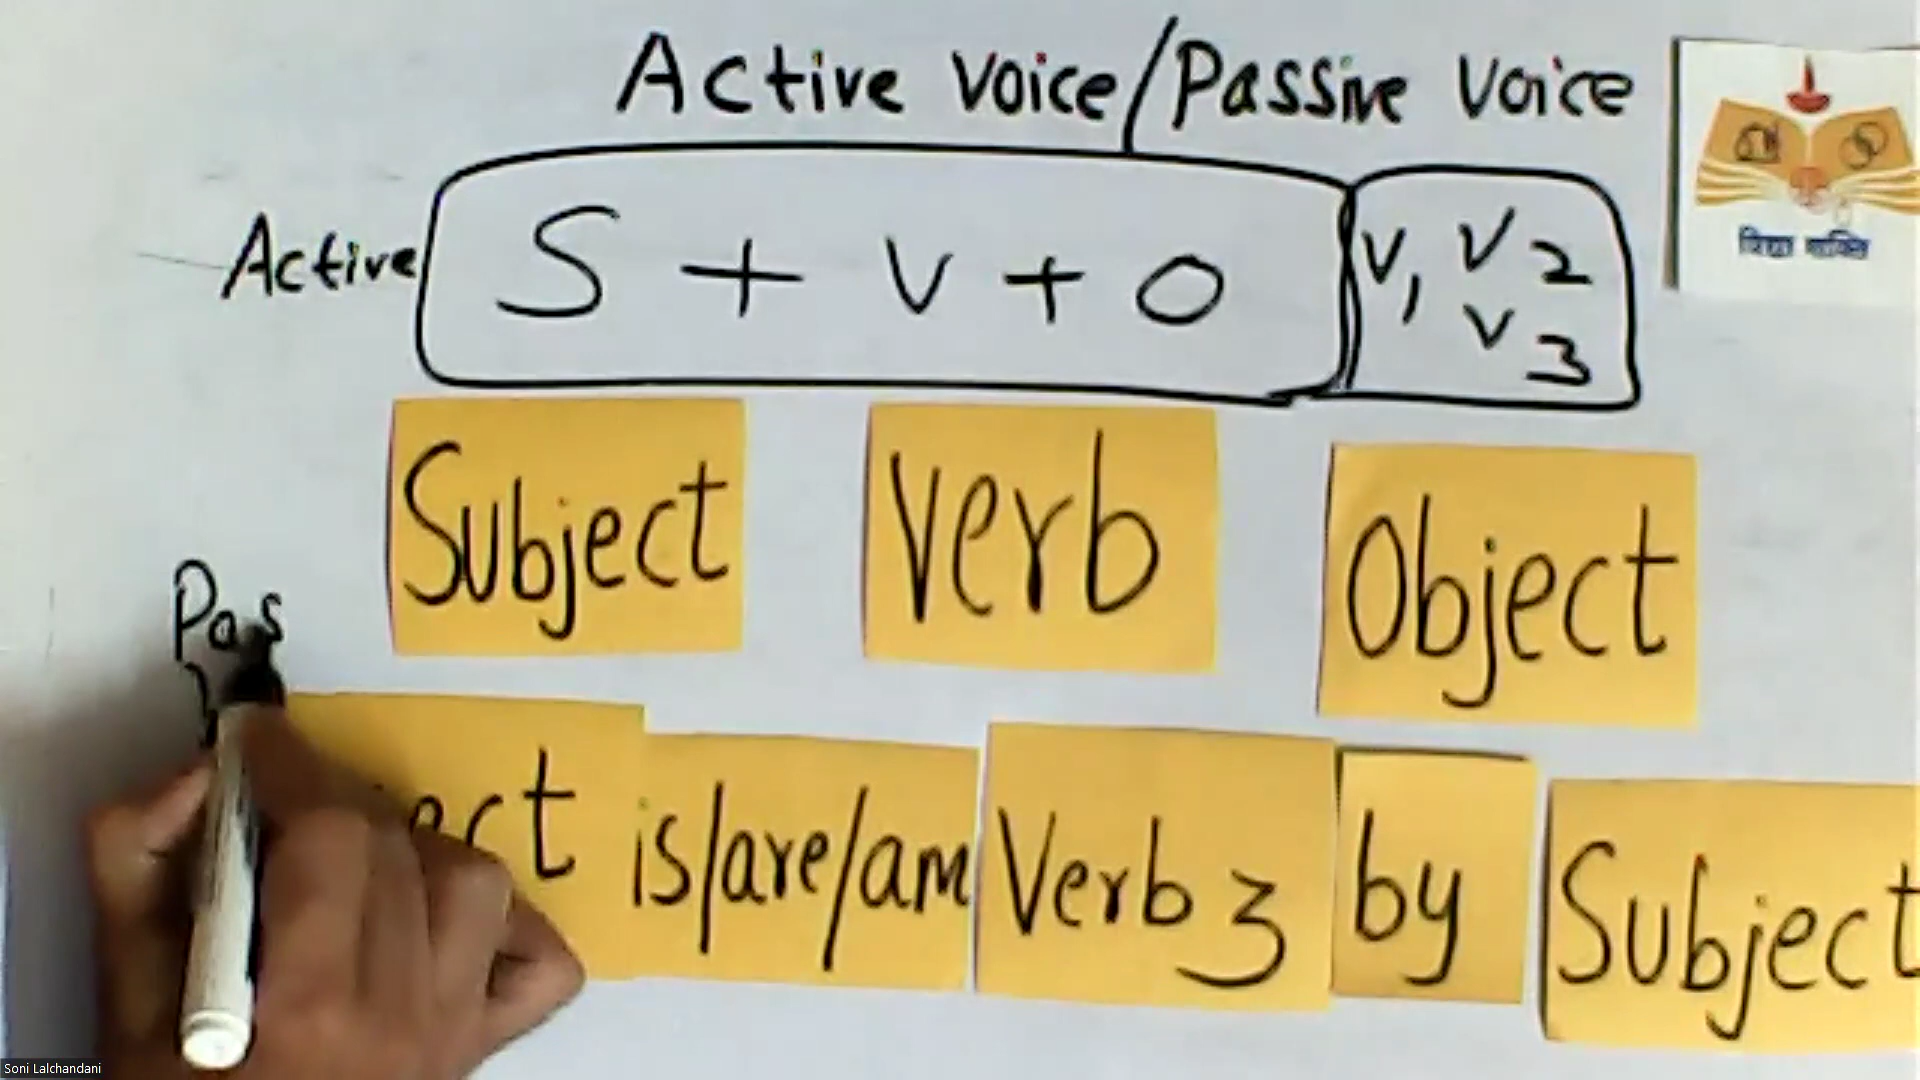 Active Voice/Passive Voice
Active S + V + O V1 V2
V3
Subject Verb Object
Pas
is/are/am Verb 3 by Subject
Soni Lalchandani